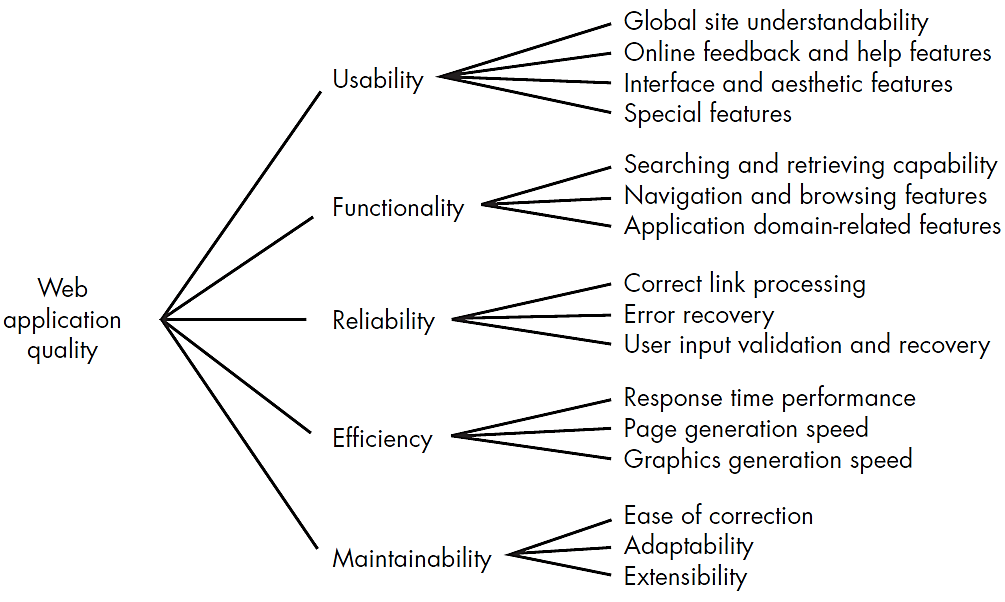 Web
application
quality
Usability
Global site understandability
Online feedback and help features
Interface and aesthetic features
Special features
Functionality
Searching and retrieving capability
Navigation and browsing features
Application domain-related features
Reliability
Correct link processing
Error recovery
User input validation and recovery
Efficiency
Response time performance
Page generation speed
Graphics generation speed
Maintainability
Ease of correction
Adaptability
Extensibility